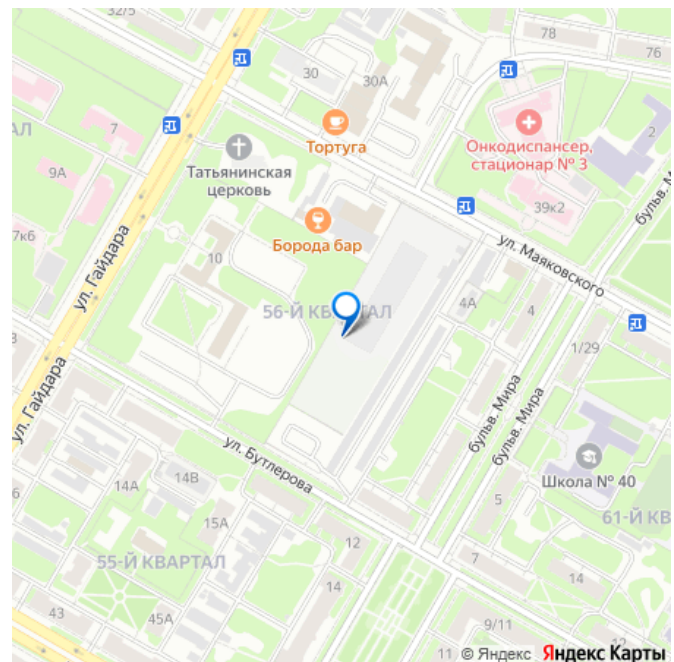 32/5
78
76
30
30А
7
АЛ
9А
Тортуга
Онкодиспансер,
стационар № 3
2
Татьянинская
церковь
39к2
бульв. Ми
7к6
Борода бар
ул. Маяковского
ул. Гайдара
10
56-Й КВАРТАЛ
4А
4
1/29
3
ул. Гайдара
бульв. Мира
бульв. Мира
ул. Бутлерова
Школа № 40
14В
14А
6
15А
5
61-Й КВ
12
55-Й КВАРТАЛ
7
14
14
43
45А
9/11
11
© Яндекс Яндекс Карты